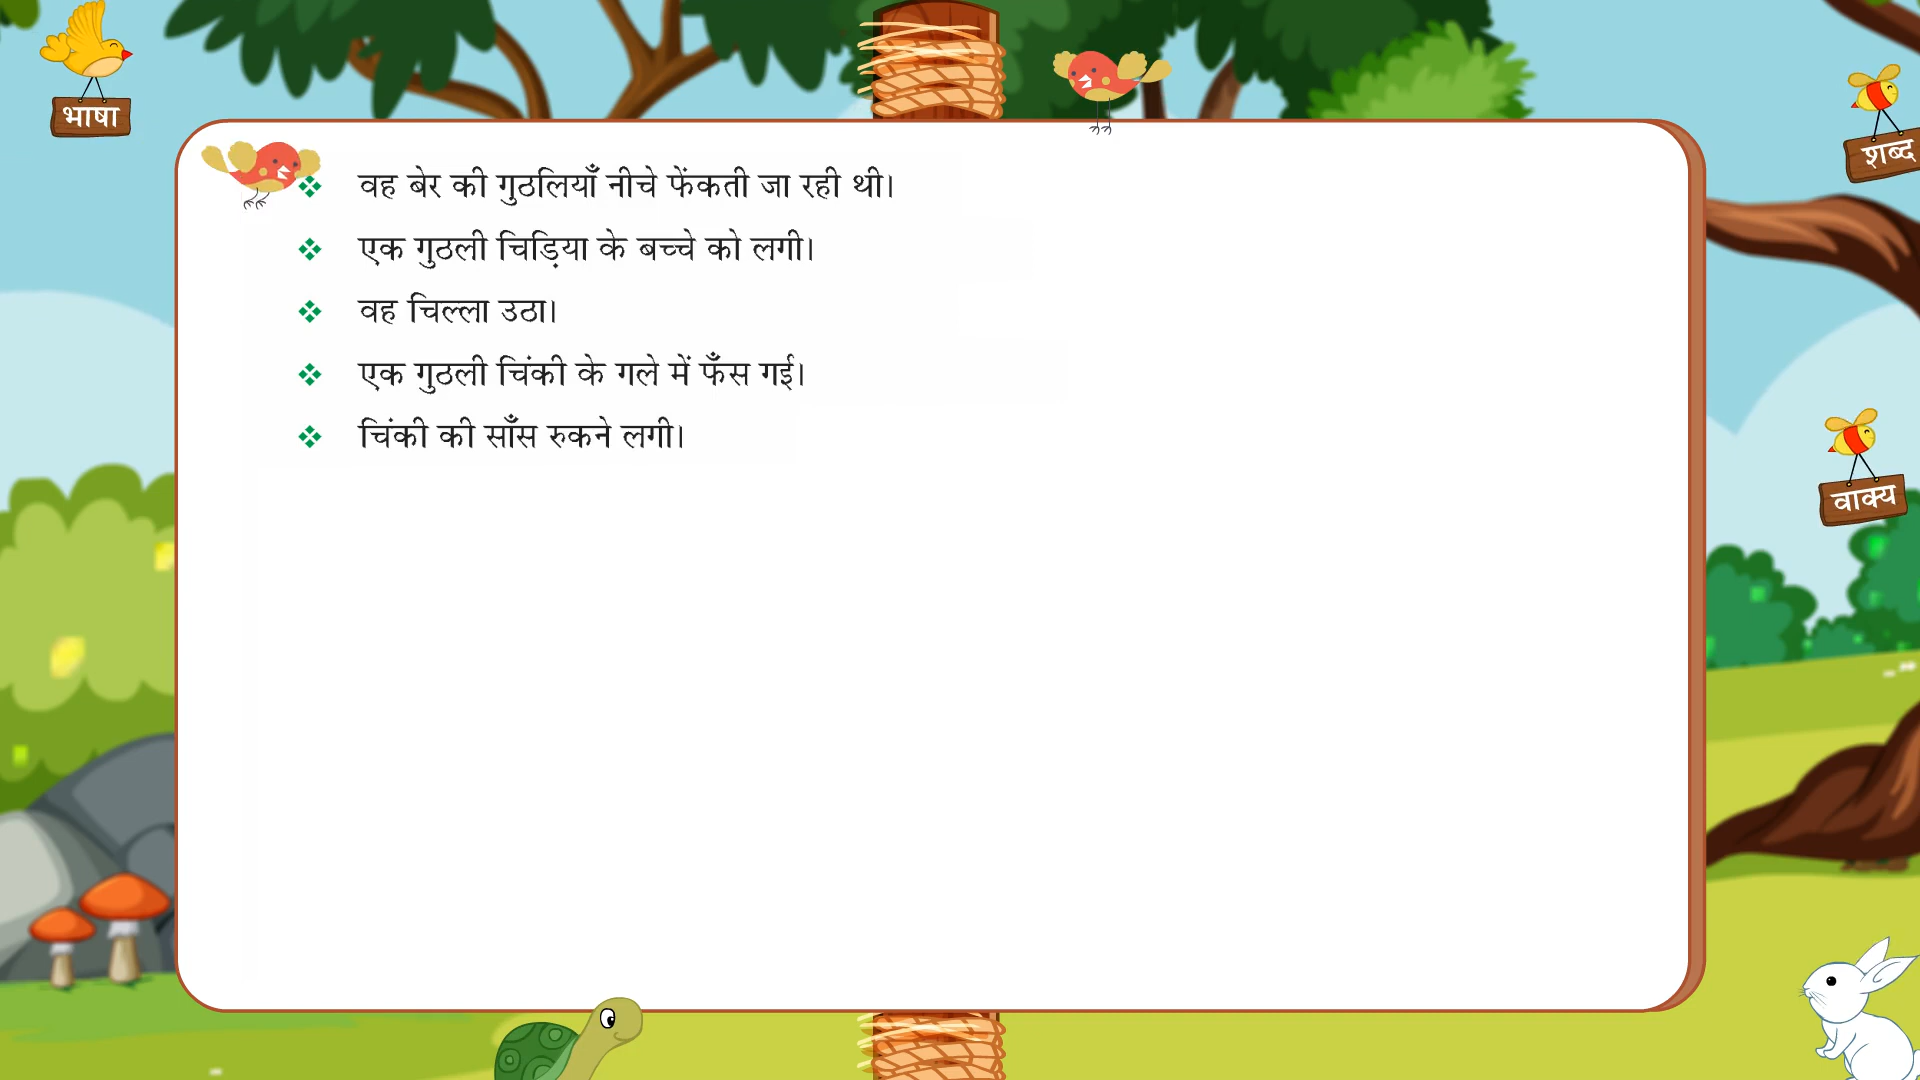 भाषा
शब्द
वह बेर की गुठलियाँ नीचे फेंकती जा रही थी।
एक गुठली चिड़िया के बच्चे को लगी।
वह चिल्ला उठा।
एक गुठली चिंकी के गले में फँस गई।
चिंकी की साँस रुकने लगी।
वाक्य